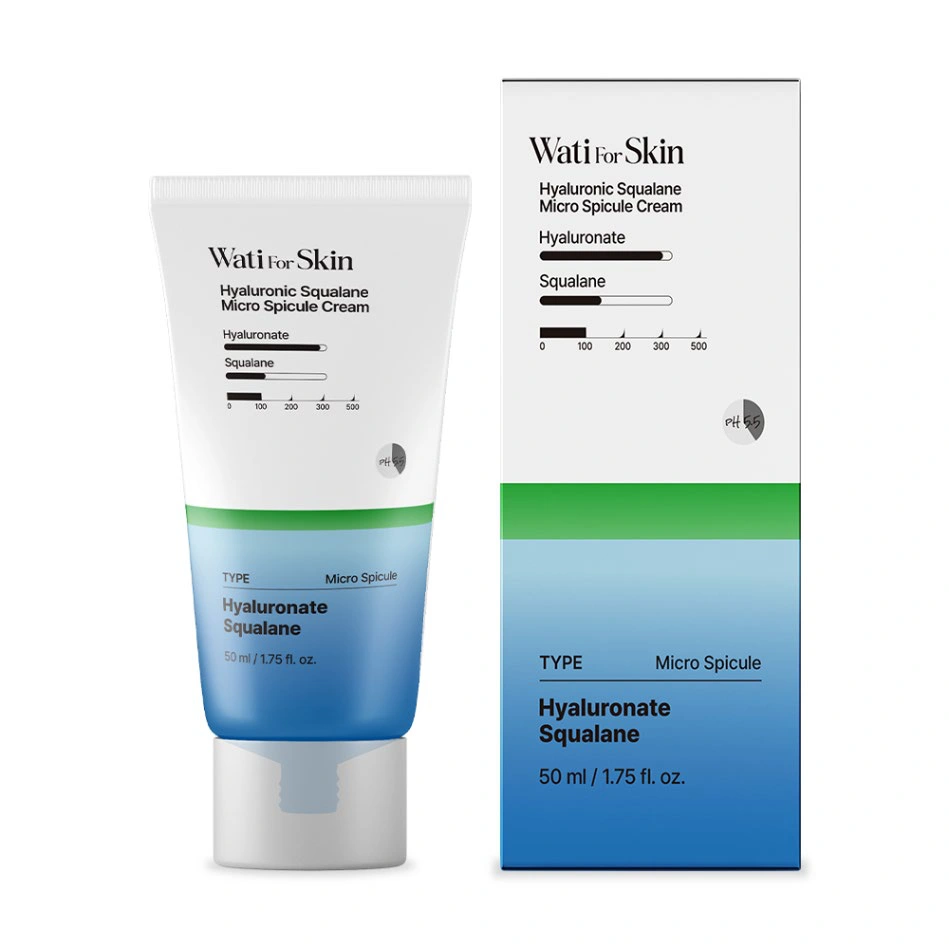 Wati For Skin
Hyaluronic Squalane
Micro Spicule Cream
Hyaluronate
Squalane
0 100 200 300 500
PH 5.5
TYPE Micro Spicule
Hyaluronate
Squalane
50 ml / 1.75 fl. oz.
Wati For Skin
Hyaluronic Squalane
Micro Spicule Cream
Hyaluronate
Squalane
0 100 200 300 500
PH 5.5
TYPE Micro Spicule
Hyaluronate
Squalane
50 ml / 1.75 fl. oz.